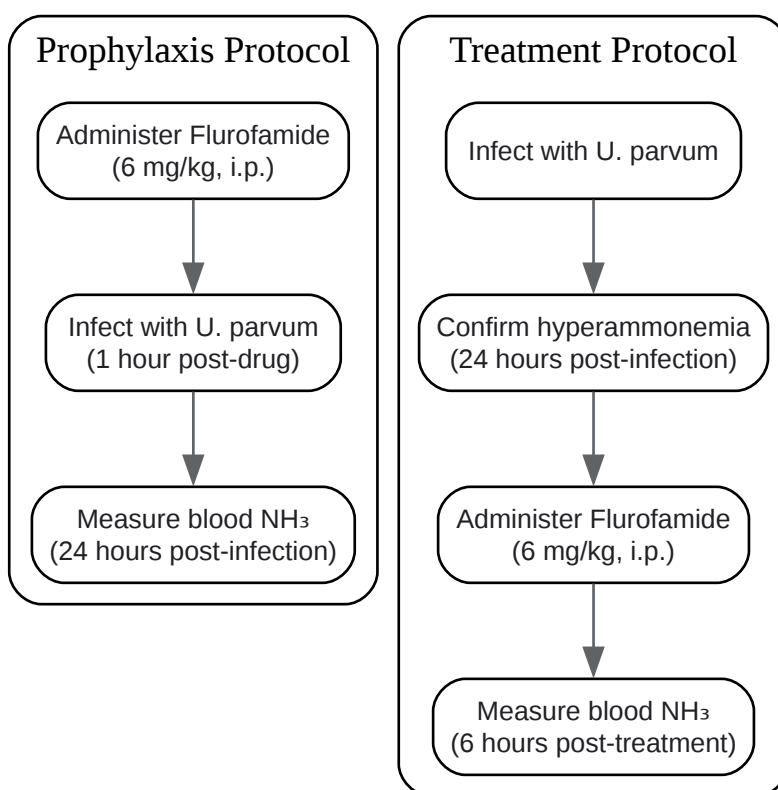 Prophylaxis Protocol
Administer Flurofamide
(6 mg/kg, i.p.)
Infect with U. parvum
(1 hour post-drug)
Measure blood NH₃
(24 hours post-infection)
Treatment Protocol
Infect with U. parvum
Confirm hyperammonemia
(24 hours post-infection)
Administer Flurofamide
(6 mg/kg, i.p.)
Measure blood NH₃
(6 hours post-treatment)